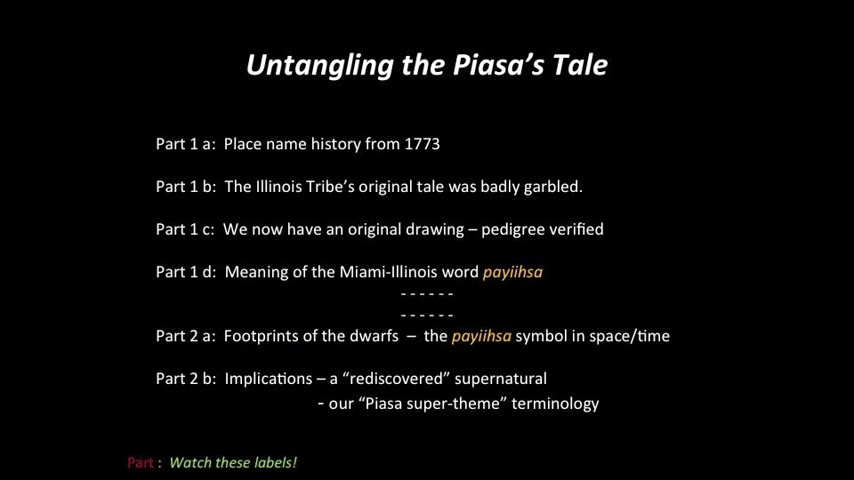 Untangling the Piasa's Tale
Part 1 a: Place name history from 1773
Part 1 b: The Illinois Tribe's original tale was badly garbled.
Part 1 c: We now have an original drawing – pedigree verified
Part 1 d: Meaning of the Miami-Illinois word payiihsa
- - - - - -
- - - - - -
Part 2 a: Footprints of the dwarfs – the payiihsa symbol in space/time
Part 2 b: Implications – a “rediscovered” supernatural
- our “Piasa super-theme” terminology
Part : Watch these labels!